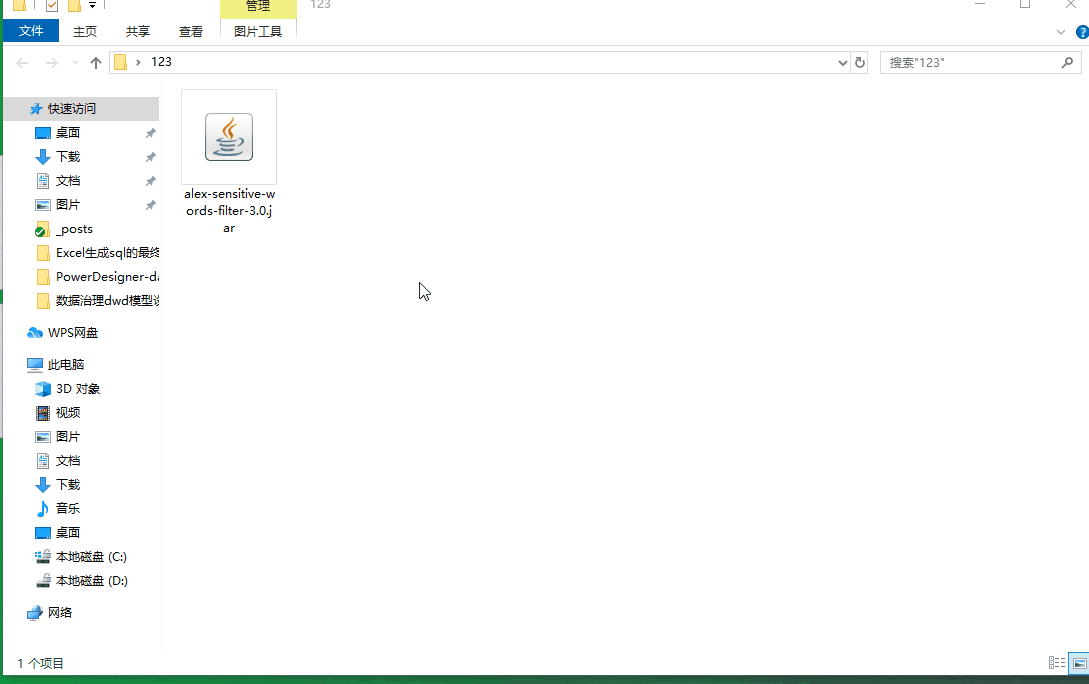 管理
123
文件
主页
共享
查看
图片工具
123
搜索"123"
快速访问
桌面
下载
文档
图片
_posts
Excel生成sql的最终
PowerDesigner-da
数据治理dwd模型设
WPS网盘
此电脑
3D 对象
视频
图片
文档
下载
音乐
桌面
本地磁盘 (C:)
本地磁盘 (D:)
网络
alex-sensitive-w
ords-filter-3.0.j
ar
1 个项目